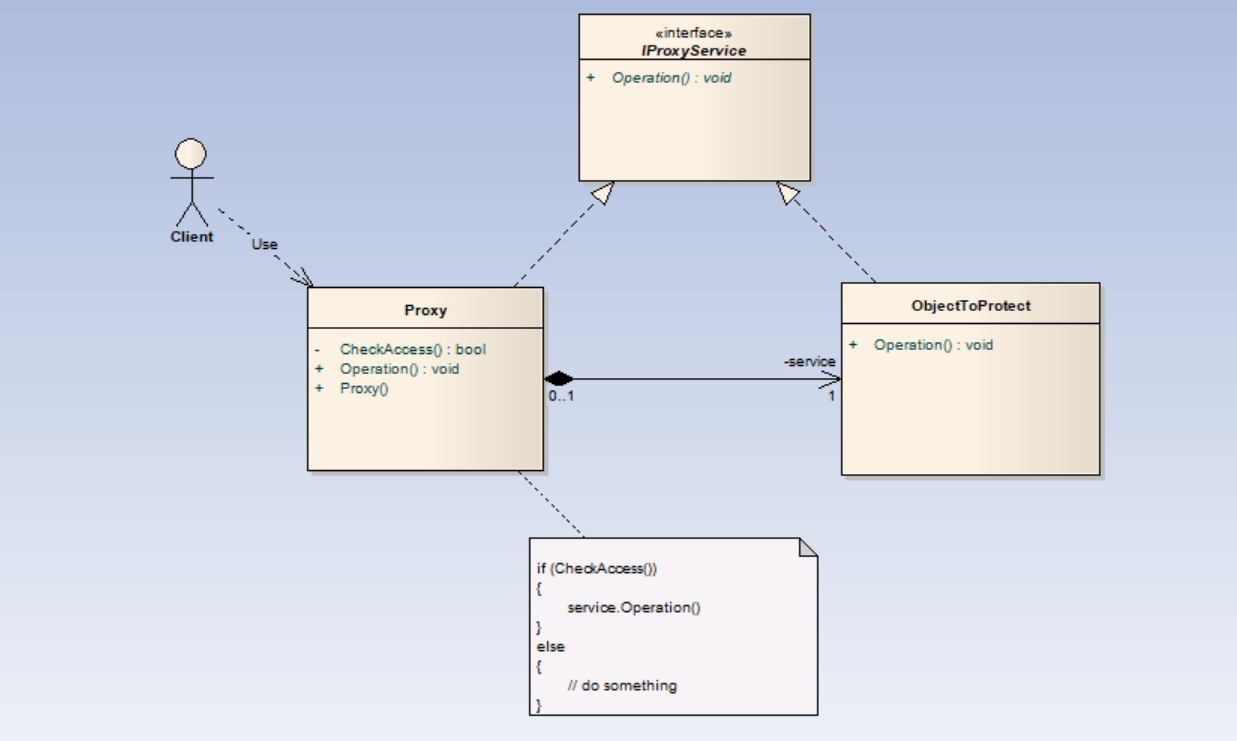 «interface»
IProxyService
+ Operation() : void
Client
Use
Proxy
- CheckAccess() : bool
+ Operation() : void
+ Proxy()
ObjectToProtect
+ Operation() : void
-service
0..1
1
if (CheckAccess())
{
service.Operation()
}
else
{
// do something
}